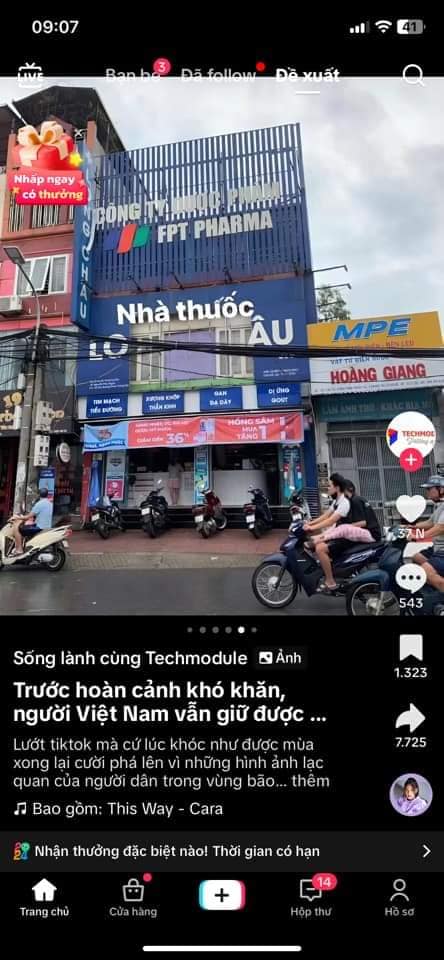 09:07
41
LIVE
Bạn bè
3
Đã follow
Đề xuất
Nhấp ngay
có thưởng
CÔNG TY DƯỢC PHẨM
FPT PHARMA
Nhà thuốc
LO
ÂU
TIM MẠCH
TIỂU ĐƯỜNG
XƯƠNG KHỚP
THẦN KINH
GAN
DẠ DÀY
DỊ ỨNG
GOUT
HỒNG SÂM
MUA 1
TẶNG 1
MPE
HOÀNG GIANG
TECHMODUL
37 N
543
Sống lành cùng Techmodule
Ảnh
1.323
Trước hoàn cảnh khó khăn,
người Việt Nam vẫn giữ được ...
7.725
Lướt tiktok mà cứ lúc khóc như được mùa
xong lại cười phá lên vì những hình ảnh lạc
quan của người dân trong vùng bão... thêm
Bao gồm: This Way - Cara
Nhận thưởng đặc biệt nào! Thời gian có hạn
Trang chủ
Cửa hàng
14
Hộp thư
Hồ sơ